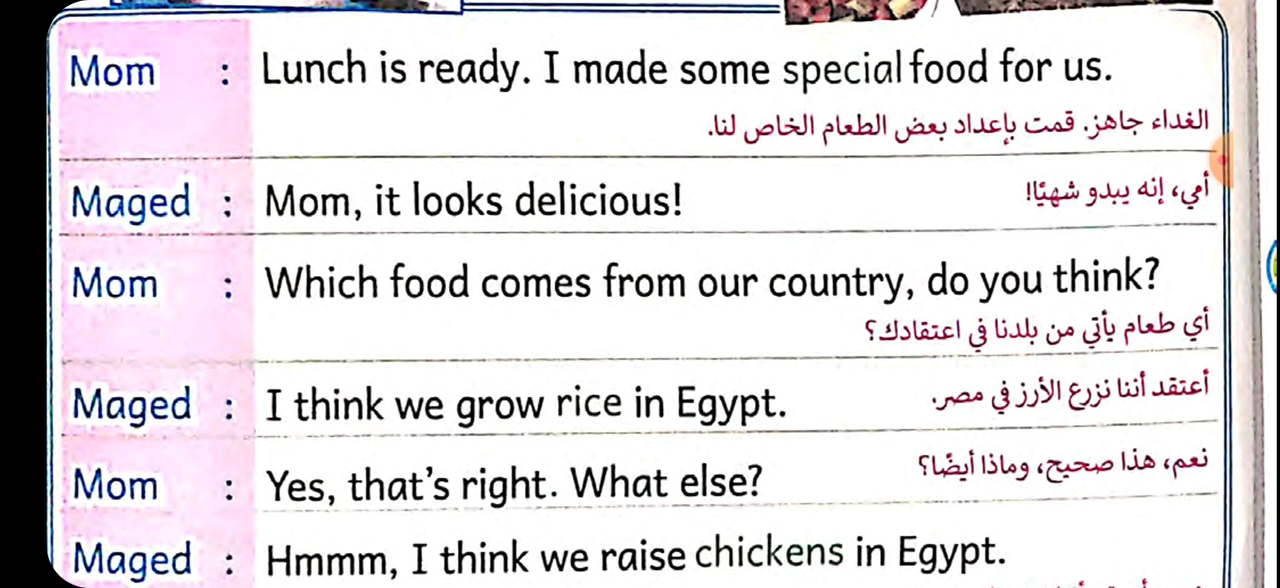 Mom : Lunch is ready. I made some special food for us.
الغداء جاهز. قمت بإعداد بعض الطعام الخاص لنا.
Maged : Mom, it looks delicious!
أمي، إنه يبدو شهيًا!
Mom : Which food comes from our country, do you think?
أي طعام يأتي من بلدنا في اعتقادك؟
Maged : I think we grow rice in Egypt.
أعتقد أننا نزرع الأرز في مصر.
Mom : Yes, that's right. What else?
نعم، هذا صحيح، وماذا أيضًا؟
Maged : Hmmm, I think we raise chickens in Egypt.